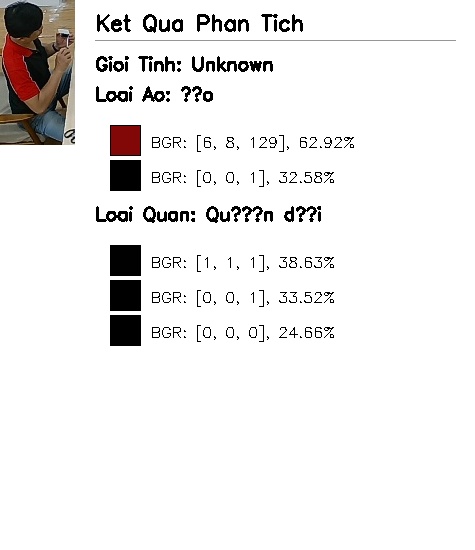 Ket Qua Phan Tich
Gioi Tinh: Unknown
Loai Ao: ??o
BGR: [6, 8, 129], 62.92%
BGR: [0, 0, 1], 32.58%
Loai Quan: Qu???n d??i
BGR: [1, 1, 1], 38.63%
BGR: [0, 0, 1], 33.52%
BGR: [0, 0, 0], 24.66%